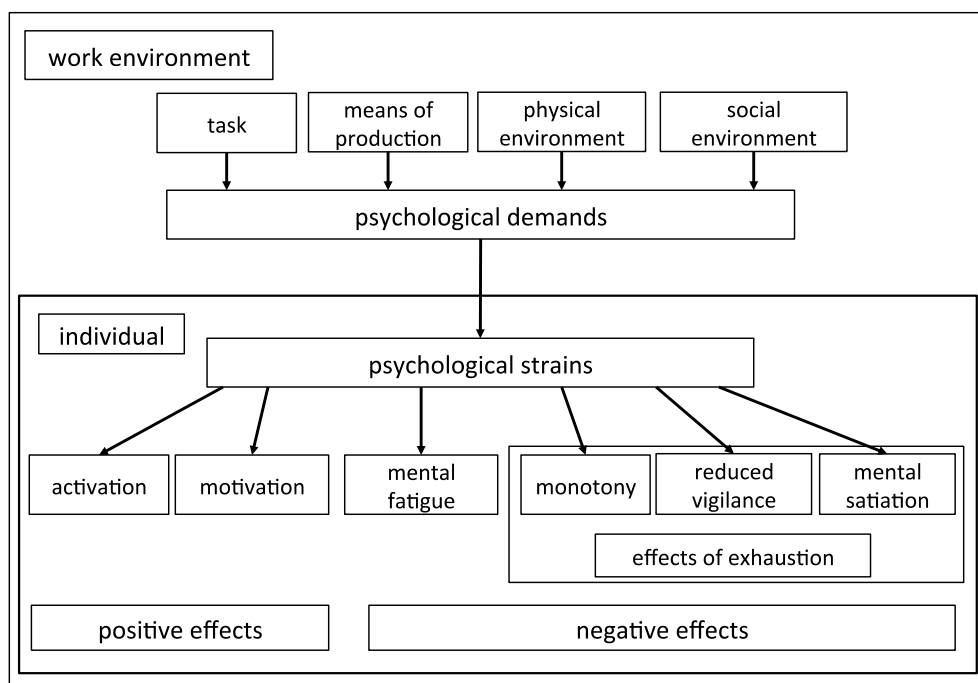 work environment
task
means of
production
physical
environment
social
environment
psychological demands
individual
psychological strains
activation
motivation
mental
fatigue
monotony
reduced
vigilance
mental
satiation
effects of exhaustion
positive effects
negative effects